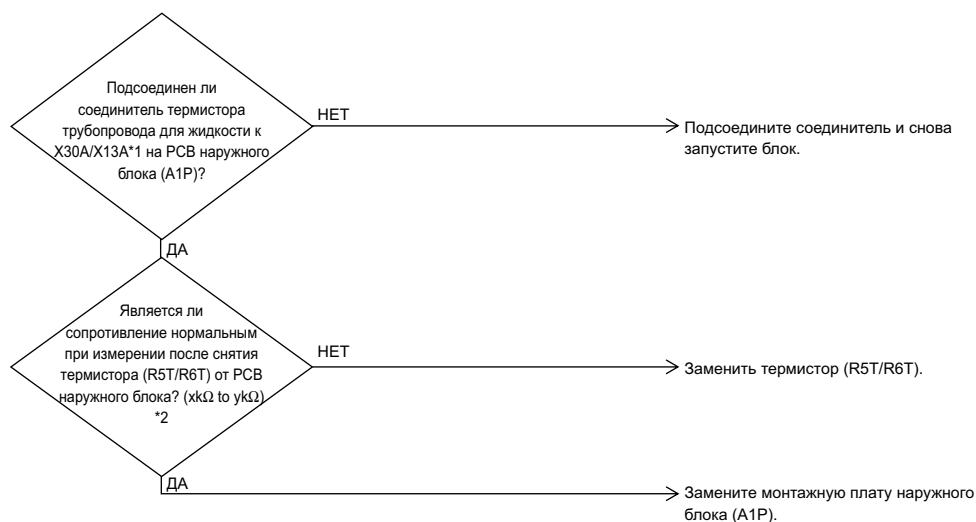 Подсоединен ли
соединитель термистора
трубопровода для жидкости к
X30A/X13A*1 на PCB наружного
блока (A1P)?
НЕТ
Подсоедините соединитель и снова
запустите блок.
ДА
Является ли
сопротивление нормальным
при измерении после снятия
термистора (R5T/R6T) от PCB
наружного блока? (xkΩ to ykΩ)
*2
НЕТ
Заменить термистор (R5T/R6T).
ДА
Замените монтажную плату наружного
блока (A1P).